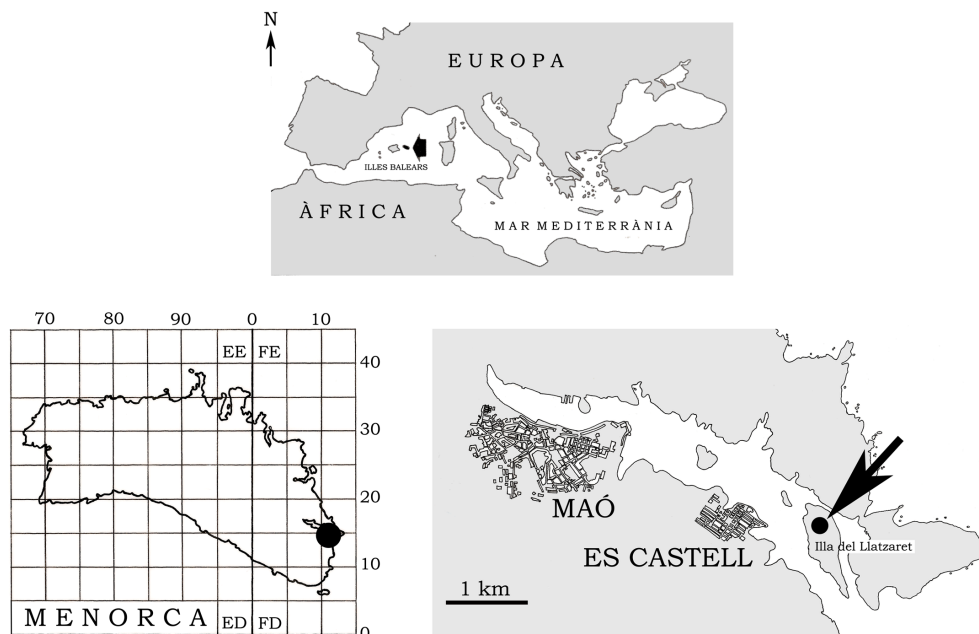 N
EUROPA
ILLES BALEARS
ÀFRICA
MAR MEDITERRÀNIA
70 80 90 0 10
EE FE
40
30
20
10
0
MENORCA ED FD
MAÓ
ES CASTELL
Illa del Llatzaret
1 km